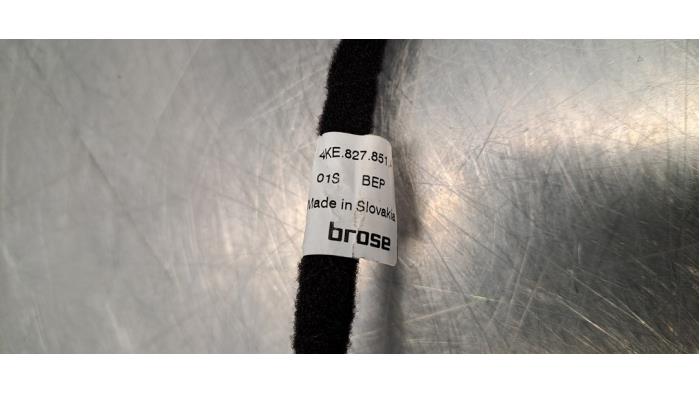 4KE.827.851.
01S BEP
Made in Slovakia
brose